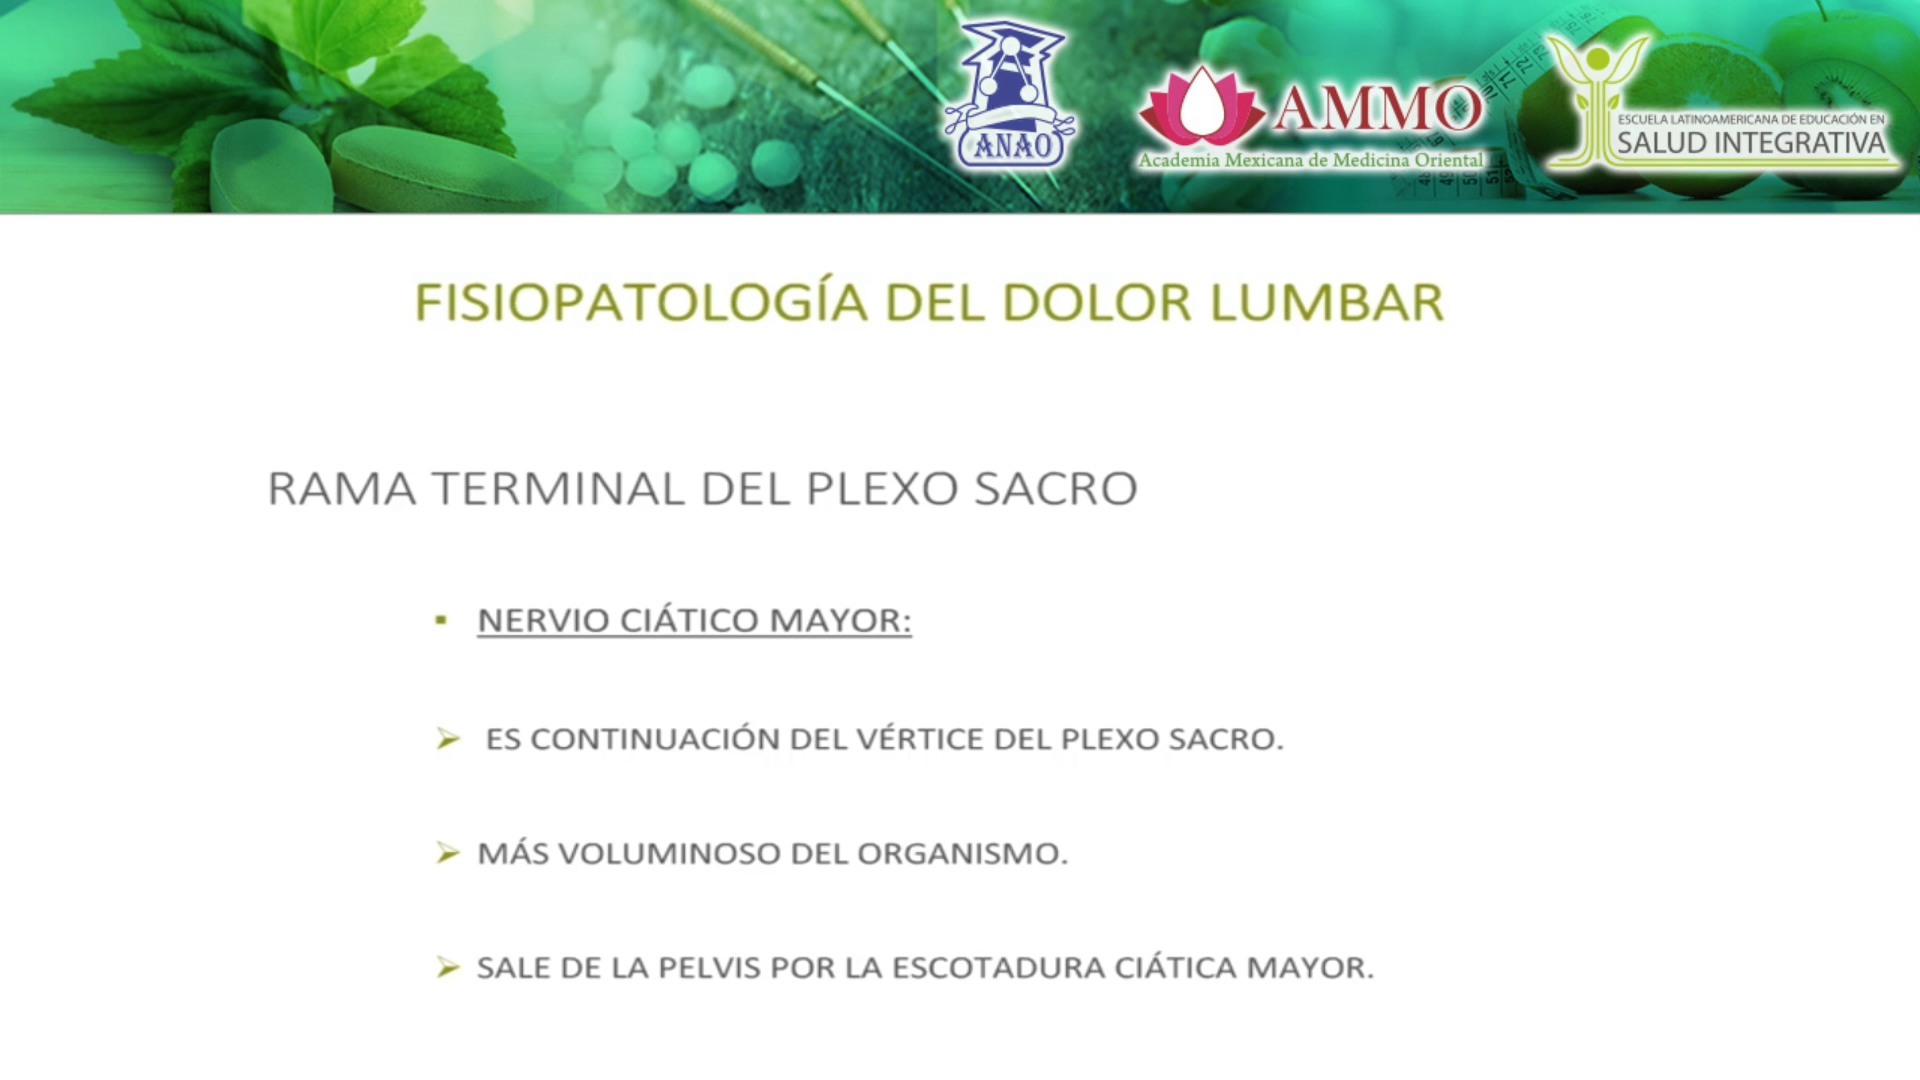 ANAO
AMMO
Academia Mexicana de Medicina Oriental
ESCUELA LATINOAMERICANA DE EDUCACIÓN EN
SALUD INTEGRATIVA
FISIOPATOLOGÍA DEL DOLOR LUMBAR
RAMA TERMINAL DEL PLEXO SACRO
▪ NERVIO CIÁTICO MAYOR:
➢ ES CONTINUACIÓN DEL VÉRTICE DEL PLEXO SACRO.
➢ MÁS VOLUMINOSO DEL ORGANISMO.
➢ SALE DE LA PELVIS POR LA ESCOTADURA CIÁTICA MAYOR.